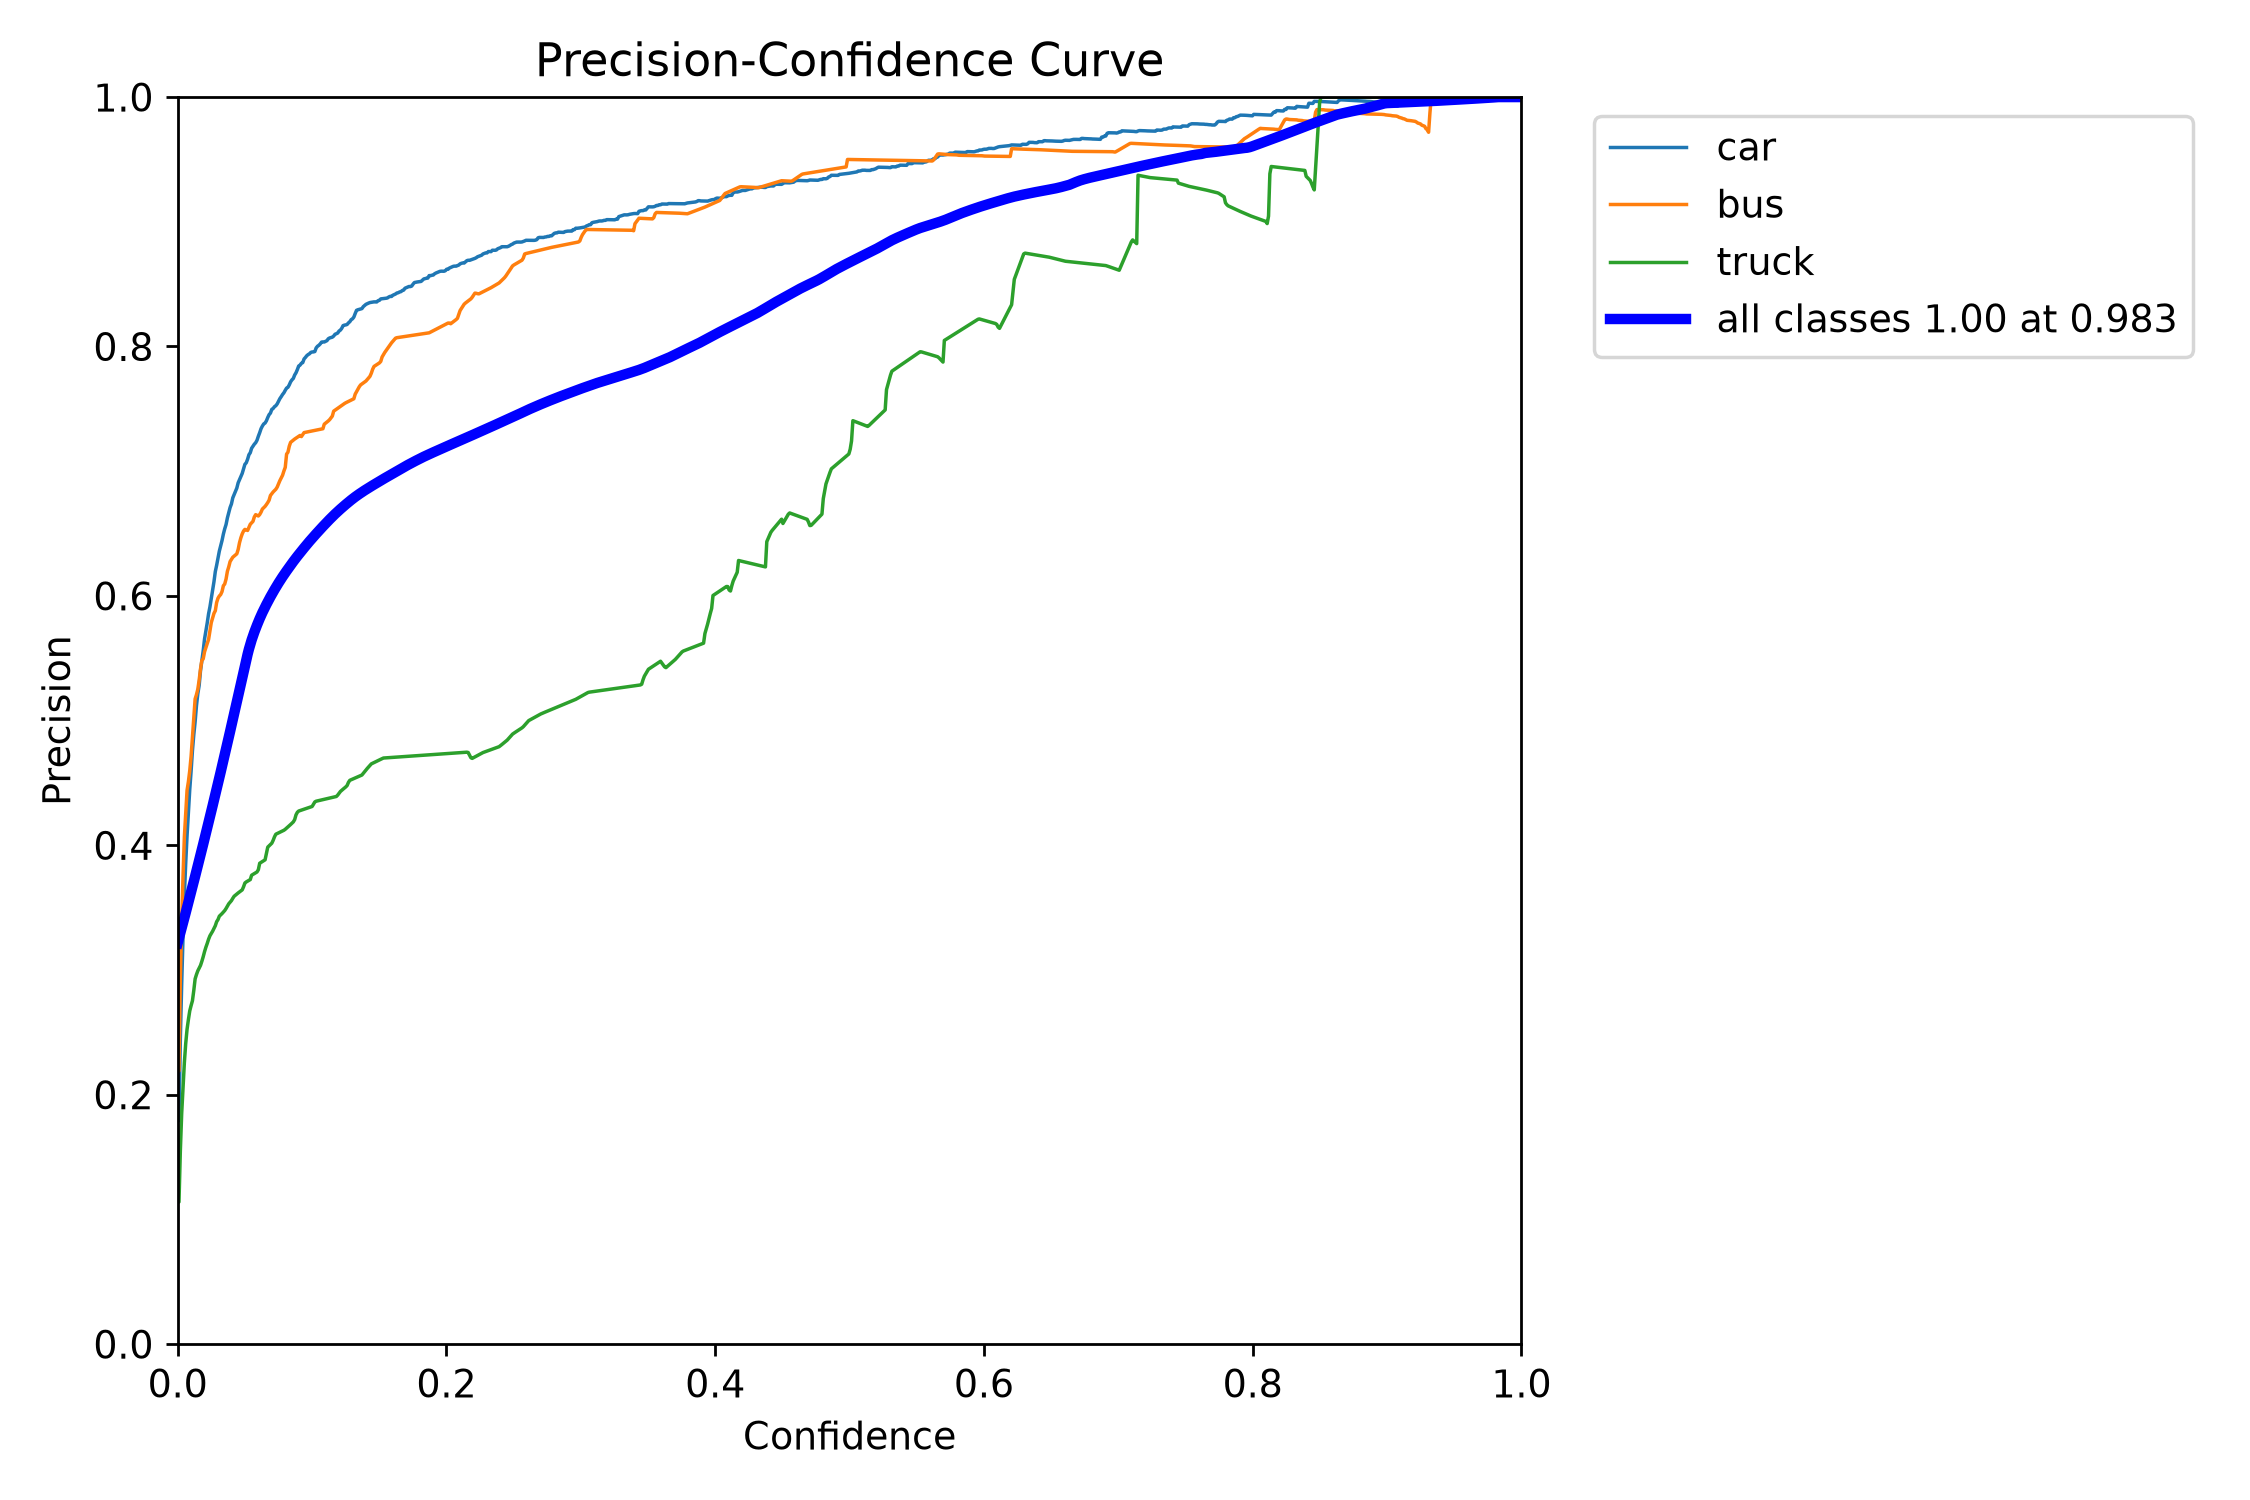 Precision-Confidence Curve
1.0
0.8
0.6
0.4
0.2
0.0
Precision
0.0 0.2 0.4 0.6 0.8 1.0
Confidence
car
bus
truck
all classes 1.00 at 0.983